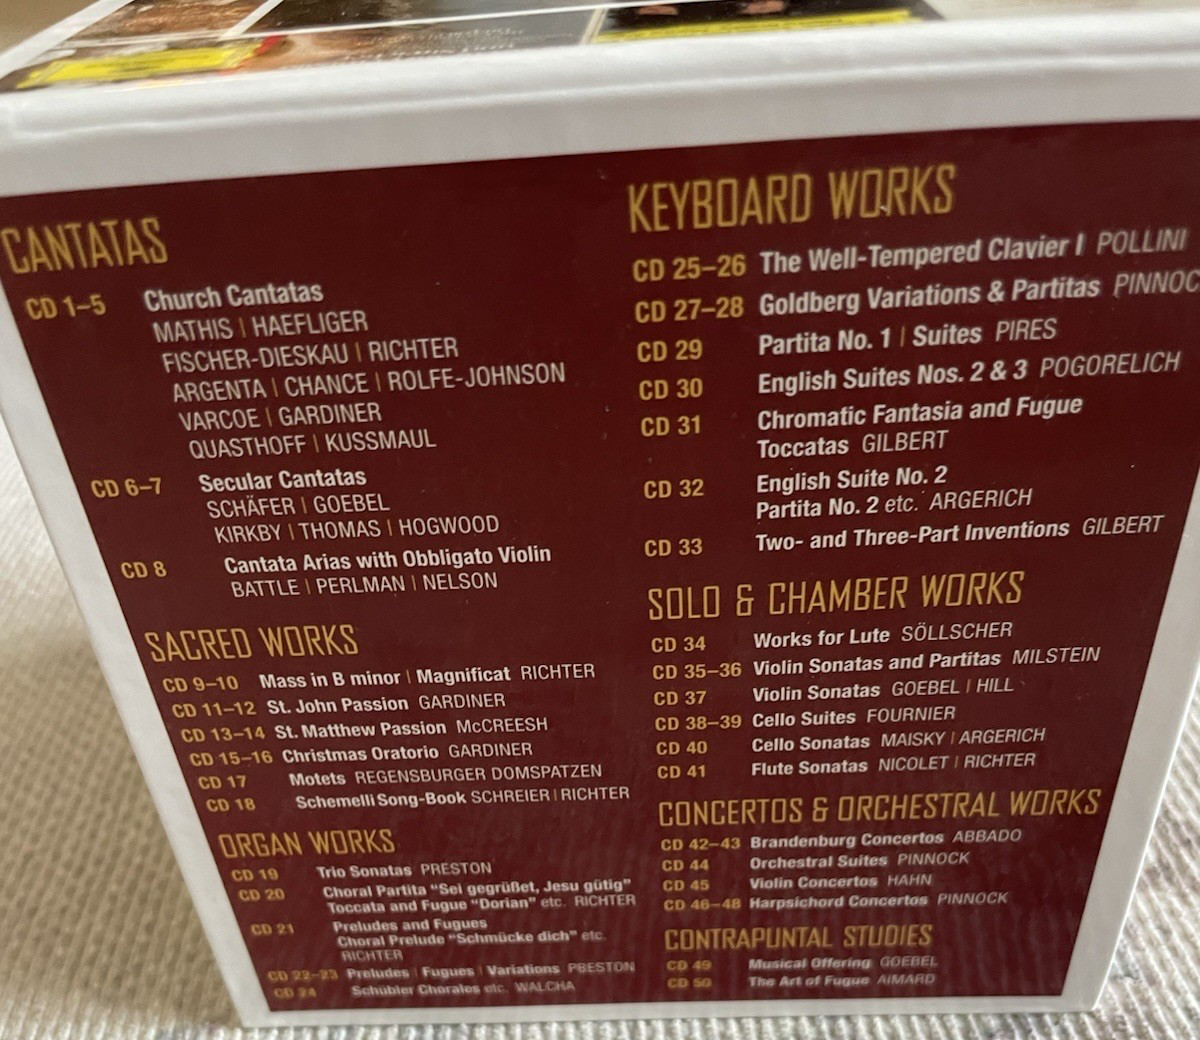 CANTATAS
CD 1–5 Church Cantatas
MATHIS | HAEFLIGER
FISCHER-DIESKAU | RICHTER
ARGENTA | CHANCE | ROLFE-JOHNSON
VARCOE | GARDINER
QUASTHOFF | KUSSMAUL
CD 6–7 Secular Cantatas
SCHÄFER | GOEBEL
KIRKBY | THOMAS | HOGWOOD
CD 8 Cantata Arias with Obbligato Violin
BATTLE | PERLMAN | NELSON
SACRED WORKS
CD 9–10 Mass in B minor | Magnificat RICHTER
CD 11–12 St. John Passion GARDINER
CD 13–14 St. Matthew Passion McCREESH
CD 15–16 Christmas Oratorio GARDINER
CD 17 Motets REGENSBURGER DOMSPATZEN
CD 18 Schemelli Song-Book SCHREIER | RICHTER
ORGAN WORKS
CD 19 Trio Sonatas PRESTON
CD 20 Choral Partita "Sei gegrüßet, Jesu gütig"
Toccata and Fugue "Dorian" etc. RICHTER
CD 21 Preludes and Fugues
Choral Prelude "Schmücke dich" etc.
RICHTER
CD 22–23 Preludes | Fugues | Variations PRESTON
CD 24 Schübler Chorales etc. WALCHA
KEYBOARD WORKS
CD 25–26 The Well-Tempered Clavier I POLLINI
CD 27–28 Goldberg Variations & Partitas PINNOC
CD 29 Partita No. 1 | Suites PIRES
CD 30 English Suites Nos. 2 & 3 POGORELICH
CD 31 Chromatic Fantasia and Fugue
Toccatas GILBERT
CD 32 English Suite No. 2
Partita No. 2 etc. ARGERICH
CD 33 Two- and Three-Part Inventions GILBERT
SOLO & CHAMBER WORKS
CD 34 Works for Lute SÖLLSCHER
CD 35–36 Violin Sonatas and Partitas MILSTEIN
CD 37 Violin Sonatas GOEBEL | HILL
CD 38–39 Cello Suites FOURNIER
CD 40 Cello Sonatas MAISKY | ARGERICH
CD 41 Flute Sonatas NICOLET | RICHTER
CONCERTOS & ORCHESTRAL WORKS
CD 42–43 Brandenburg Concertos ABBADO
CD 44 Orchestral Suites PINNOCK
CD 45 Violin Concertos HAHN
CD 46–48 Harpsichord Concertos PINNOCK
CONTRAPUNTAL STUDIES
CD 49 Musical Offering GOEBEL
CD 50 The Art of Fugue AIMARD